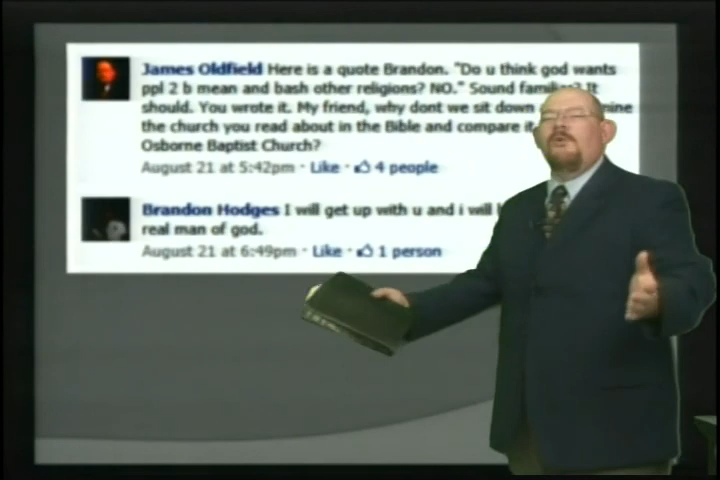 James Oldfield Here is a quote Brandon. "Do u think god wants
ppl 2 b mean and bash other religions? NO." Sound familiar? It
should. You wrote it. My friend, why dont we sit down mine
the church you read about in the Bible and compare it
Osborne Baptist Church?
August 21 at 5:42pm · Like · 4 people
Brandon Hodges I will get up with u and i will
real man of god.
August 21 at 6:49pm · Like · 1 person